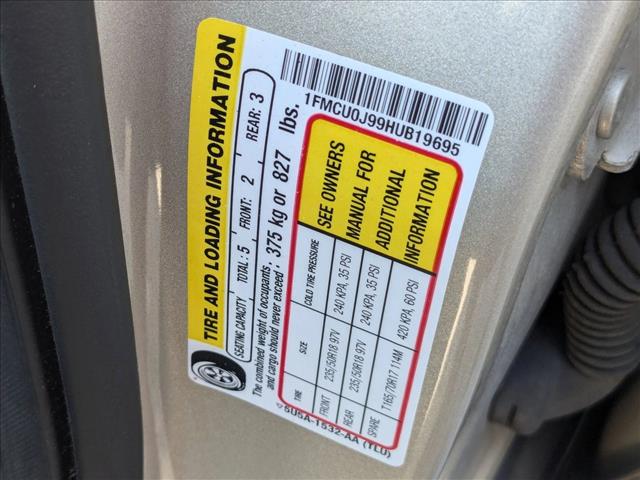 TIRE AND LOADING INFORMATION
SEATING CAPACITY TOTAL : 5 FRONT: 2 REAR: 3
The combined weight of occupants and cargo should never exceed : 375 kg or 827 lbs.
TIRE SIZE COLD TIRE PRESSURE
FRONT 235/50R18 97V 240 KPA, 35 PSI
REAR 235/50R18 97V 240 KPA, 35 PSI
SPARE T165/70R17 114M 420 KPA, 60 PSI
SEE OWNERS
MANUAL FOR
ADDITIONAL
INFORMATION
1FMCU0J99HUB19695
5U5A-1532-AA (TLU)